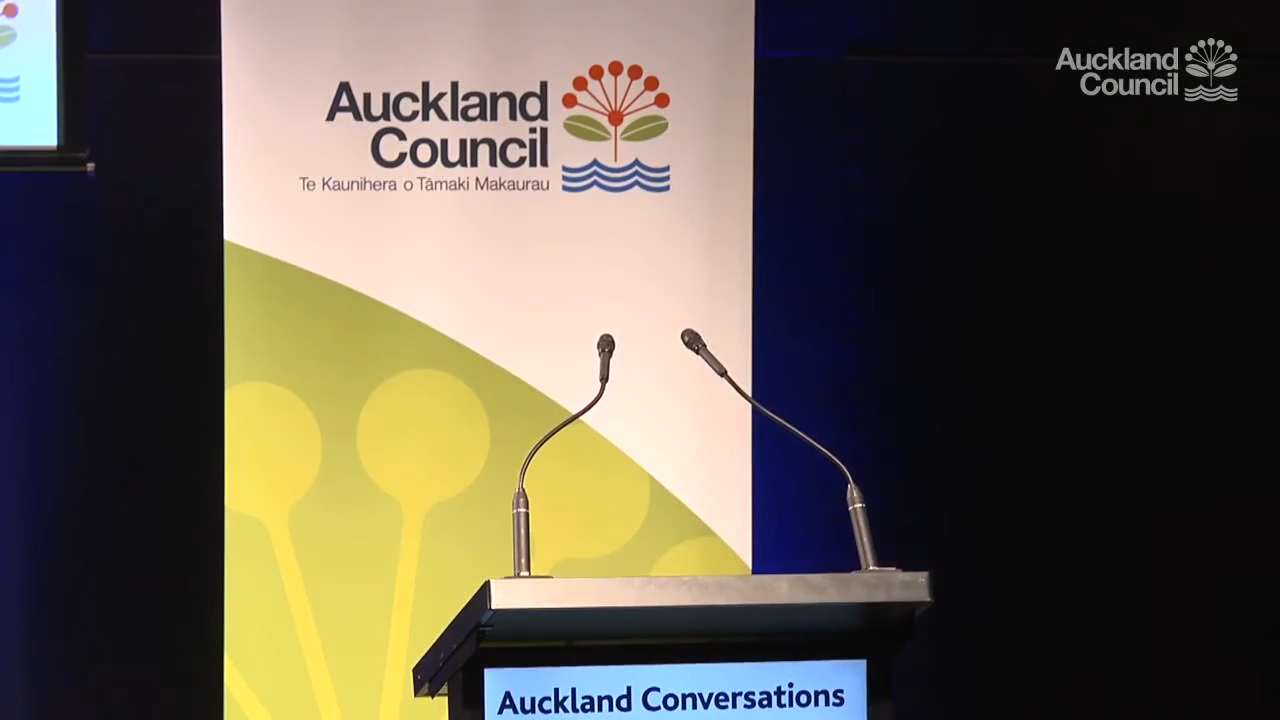 Auckland
Council
Te Kaunihera o Tāmaki Makaurau
Auckland
Council
Auckland Conversations